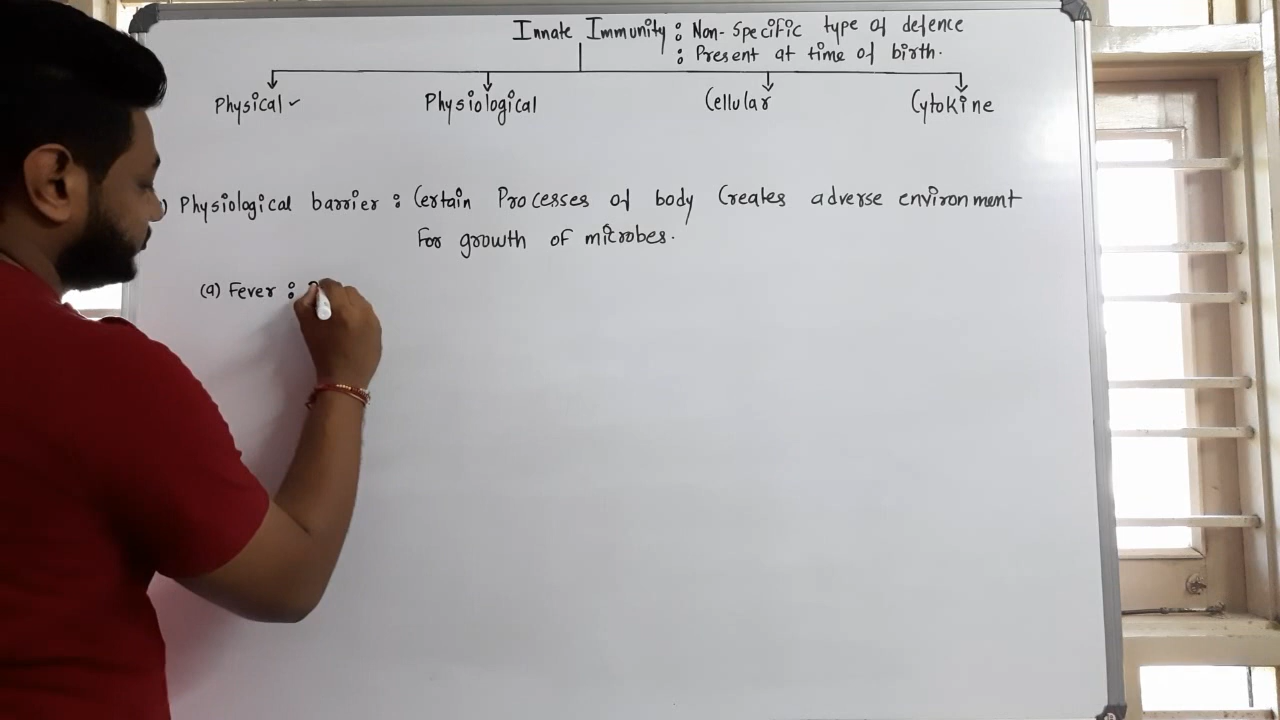 Innate Immunity : Non-Specific type of defence
: Present at time of birth.
Physical ✓ Physiological Cellular Cytokine
) Physiological barrier : Certain Processes of body Creates adverse environment
For growth of microbes.
(a) Fever :